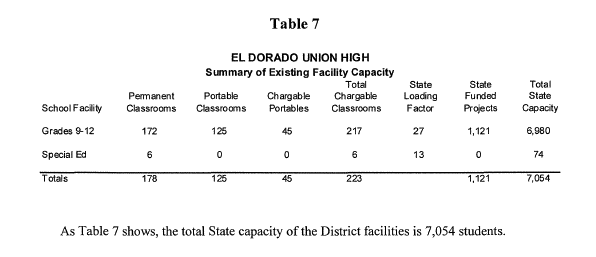 Table 7
EL DORADO UNION HIGH
Summary of Existing Facility Capacity
Total State State Total
Permanent Portable Chargable Chargable Loading Funded State
School Facility Classrooms Classrooms Portables Classrooms Factor Projects Capacity
Grades 9-12 172 125 45 217 27 1,121 6,980
Special Ed 6 0 0 6 13 0 74
Totals 178 125 45 223 1,121 7,054
As Table 7 shows, the total State capacity of the District facilities is 7,054 students.